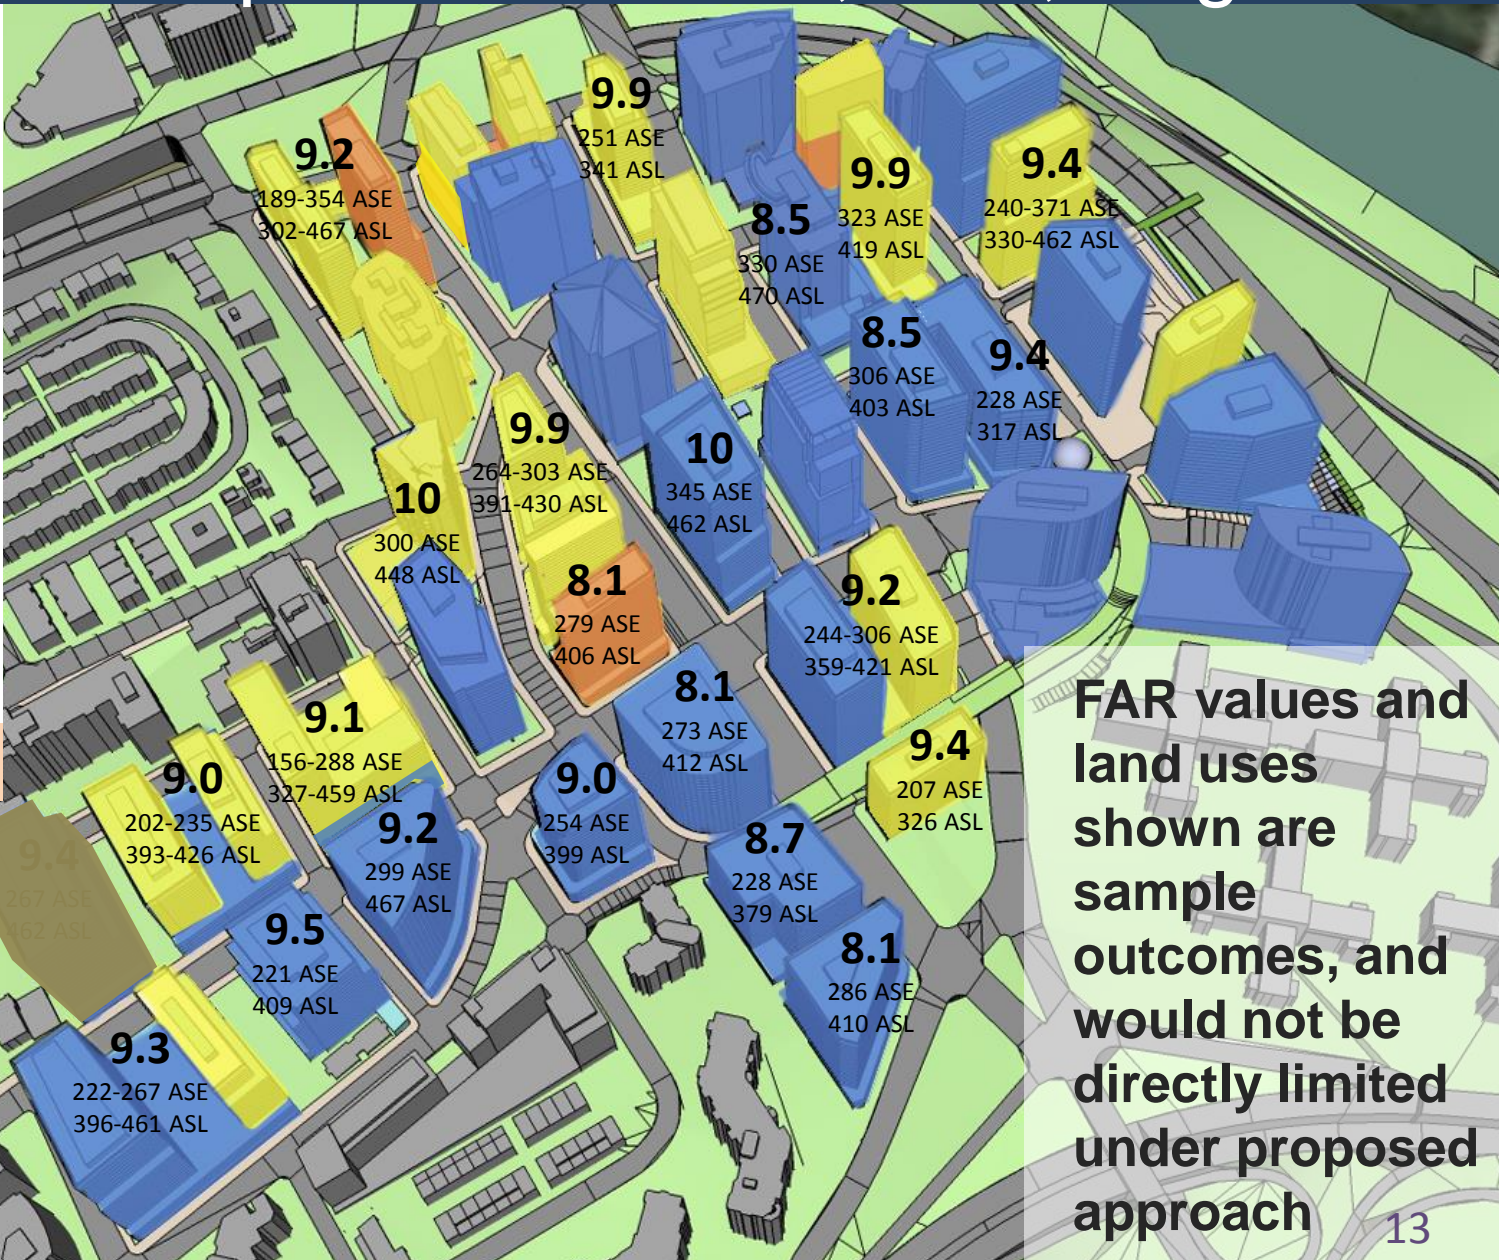 9.9
251 ASE
341 ASL
9.2
189-354 ASE
302-467 ASL
9.9
323 ASE
419 ASL
9.4
240-371 ASE
330-462 ASL
8.5
330 ASE
470 ASL
8.5
306 ASE
403 ASL
9.4
228 ASE
317 ASL
9.9
264-303 ASE
391-430 ASL
10
345 ASE
462 ASL
10
300 ASE
448 ASL
8.1
279 ASE
406 ASL
9.2
244-306 ASE
359-421 ASL
8.1
273 ASE
412 ASL
9.1
156-288 ASE
327-459 ASL
9.4
207 ASE
326 ASL
9.0
202-235 ASE
393-426 ASL
9.0
254 ASE
399 ASL
9.2
299 ASE
467 ASL
8.7
228 ASE
379 ASL
9.4
267 ASE
462 ASL
9.5
221 ASE
409 ASL
8.1
286 ASE
410 ASL
9.3
222-267 ASE
396-461 ASL
FAR values and
land uses
shown are
sample
outcomes, and
would not be
directly limited
under proposed
approach
13